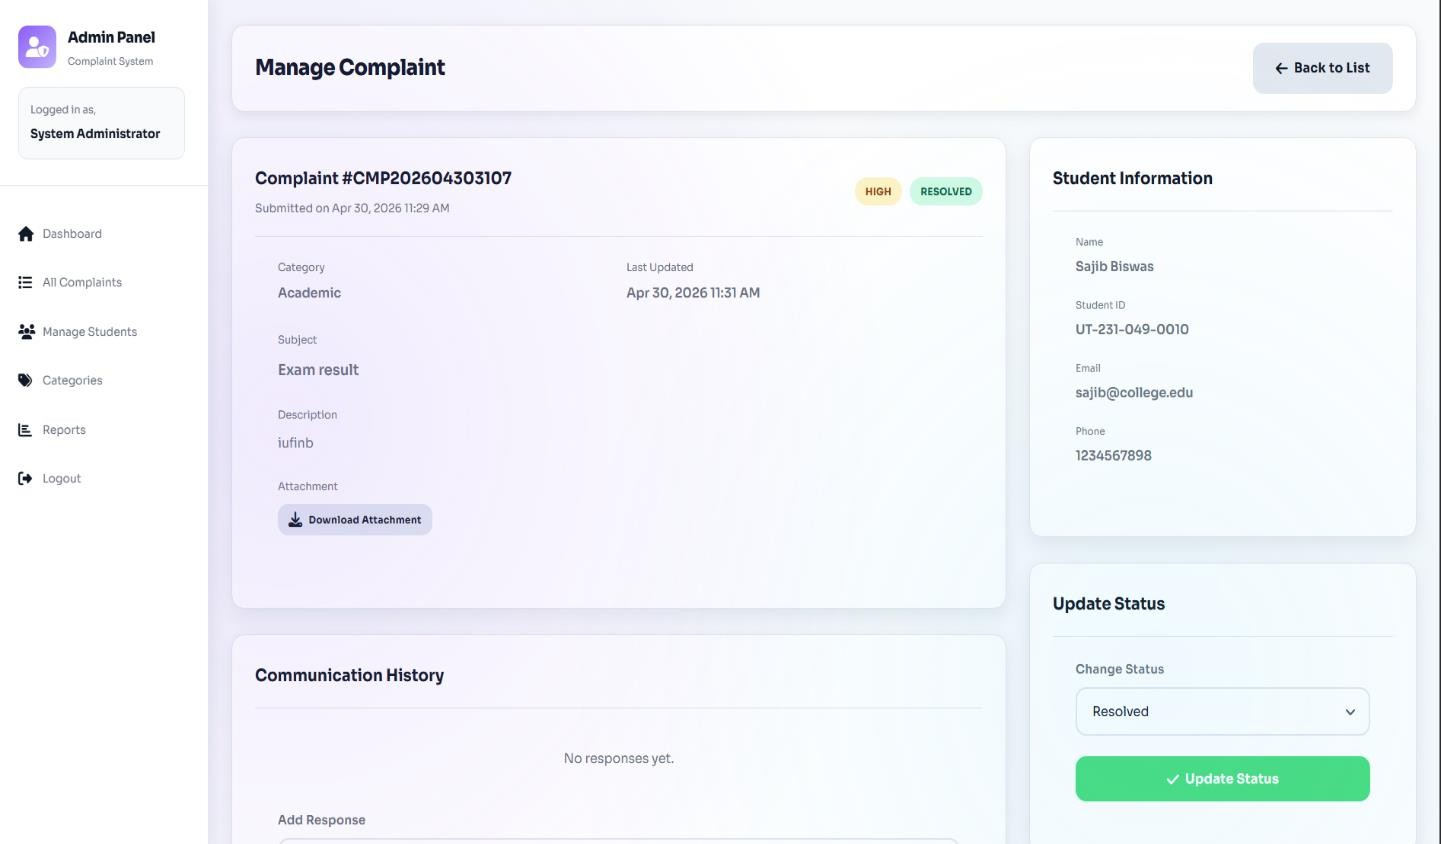 Admin Panel
Complaint System
Logged in as,
System Administrator
Dashboard
All Complaints
Manage Students
Categories
Reports
Logout
Manage Complaint
Back to List
Complaint #CMP202604303107
Submitted on Apr 30, 2026 11:29 AM
HIGH
RESOLVED
Category
Academic
Last Updated
Apr 30, 2026 11:31 AM
Subject
Exam result
Description
iufinb
Attachment
Download Attachment
Communication History
No responses yet.
Add Response
Student Information
Name
Sajib Biswas
Student ID
UT-231-049-0010
Email
sajib@college.edu
Phone
1234567898
Update Status
Change Status
Resolved
Update Status